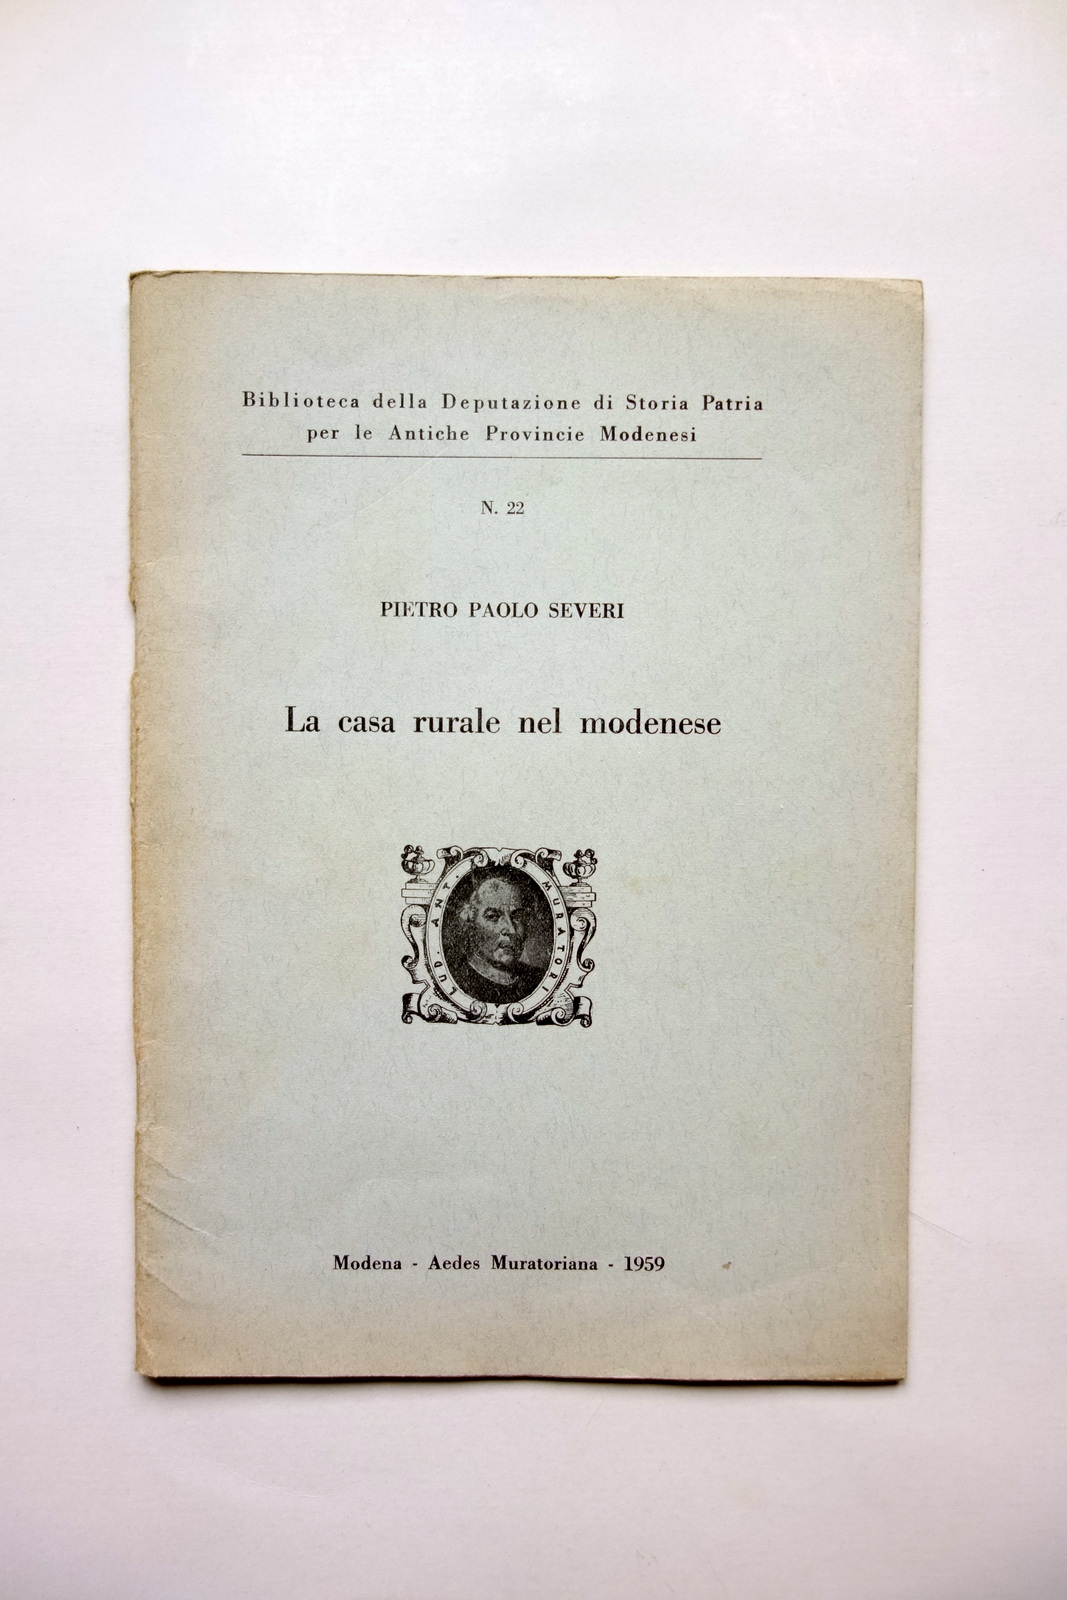 Biblioteca della Deputazione di Storia Patria
per le Antiche Provincie Modenesi
N. 22
PIETRO PAOLO SEVERI
La casa rurale nel modenese
LUD. ANT. MURATORI
Modena - Aedes Muratoriana - 1959